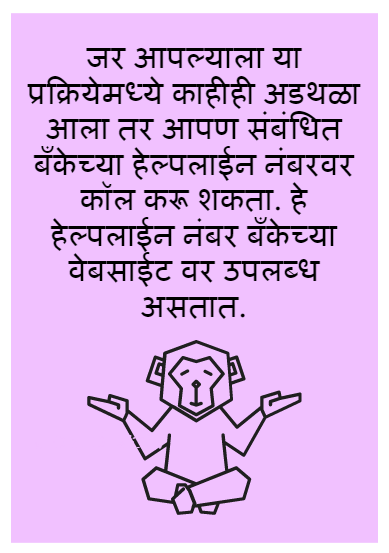 जर आपल्याला या
प्रक्रियेमध्ये काहीही अडथळा
आला तर आपण संबंधित
बँकेच्या हेल्पलाईन नंबरवर
कॉल करू शकता. हे
हेल्पलाईन नंबर बँकेच्या
वेबसाईट वर उपलब्ध
असतात.